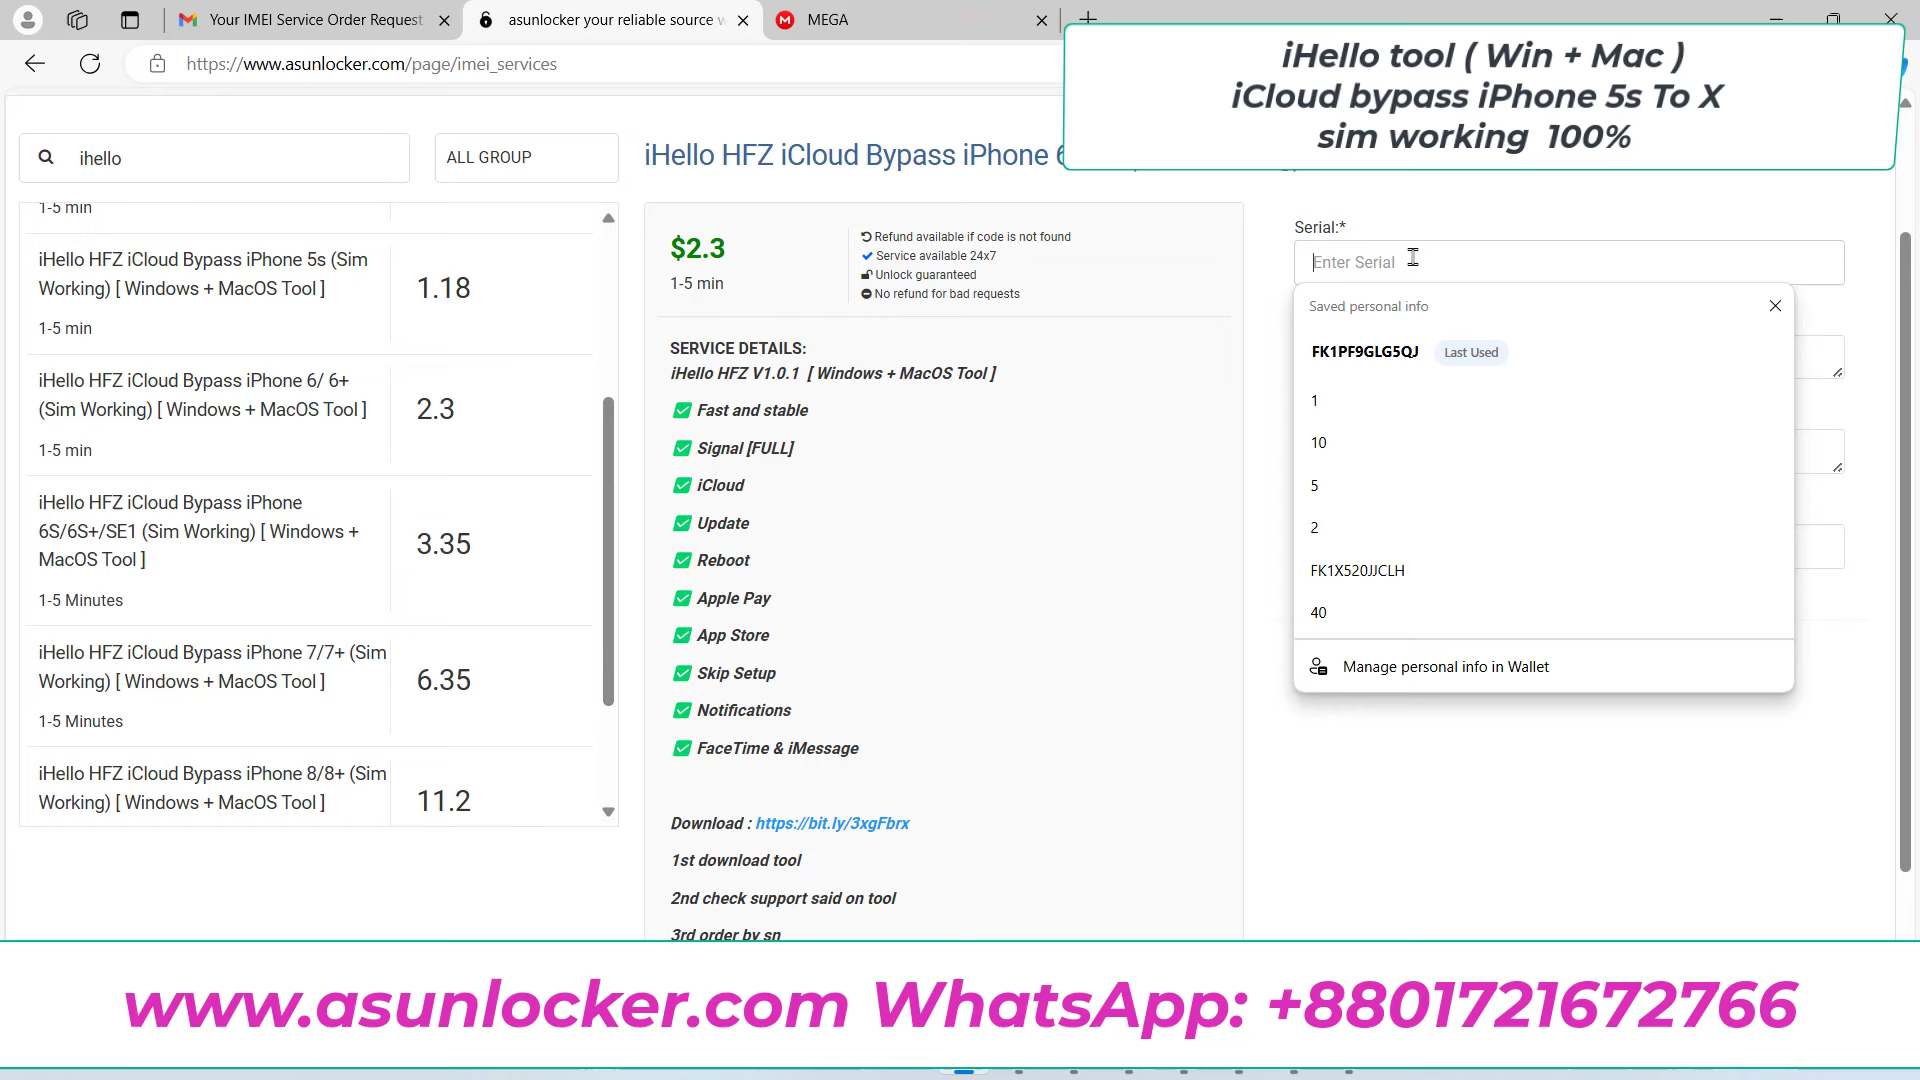 Your IMEI Service Order Request
asunlocker your reliable source
MEGA
https://www.asunlocker.com/page/imei_services
iHello tool ( Win + Mac )
iCloud bypass iPhone 5s To X
sim working 100%
ihello
ALL GROUP
iHello HFZ iCloud Bypass iPhone
1-5 min
iHello HFZ iCloud Bypass iPhone 5s (Sim
Working) [ Windows + MacOS Tool ]
1.18
1-5 min
iHello HFZ iCloud Bypass iPhone 6/ 6+
(Sim Working) [ Windows + MacOS Tool ]
2.3
1-5 min
iHello HFZ iCloud Bypass iPhone
6S/6S+/SE1 (Sim Working) [ Windows +
MacOS Tool ]
3.35
1-5 Minutes
iHello HFZ iCloud Bypass iPhone 7/7+ (Sim
Working) [ Windows + MacOS Tool ]
6.35
1-5 Minutes
iHello HFZ iCloud Bypass iPhone 8/8+ (Sim
Working) [ Windows + MacOS Tool ]
11.2
$2.3
1-5 min
Refund available if code is not found
Service available 24x7
Unlock guaranteed
No refund for bad requests
SERVICE DETAILS:
iHello HFZ V1.0.1 [ Windows + MacOS Tool ]
Fast and stable
Signal [FULL]
iCloud
Update
Reboot
Apple Pay
App Store
Skip Setup
Notifications
FaceTime & iMessage
Download : https://bit.ly/3xgFbrx
1st download tool
2nd check support said on tool
3rd order by sn
Serial:*
Enter Serial
Saved personal info
FK1PF9GLG5QJ Last Used
1
10
5
2
FK1X520JJCLH
40
Manage personal info in Wallet
www.asunlocker.com WhatsApp: +8801721672766